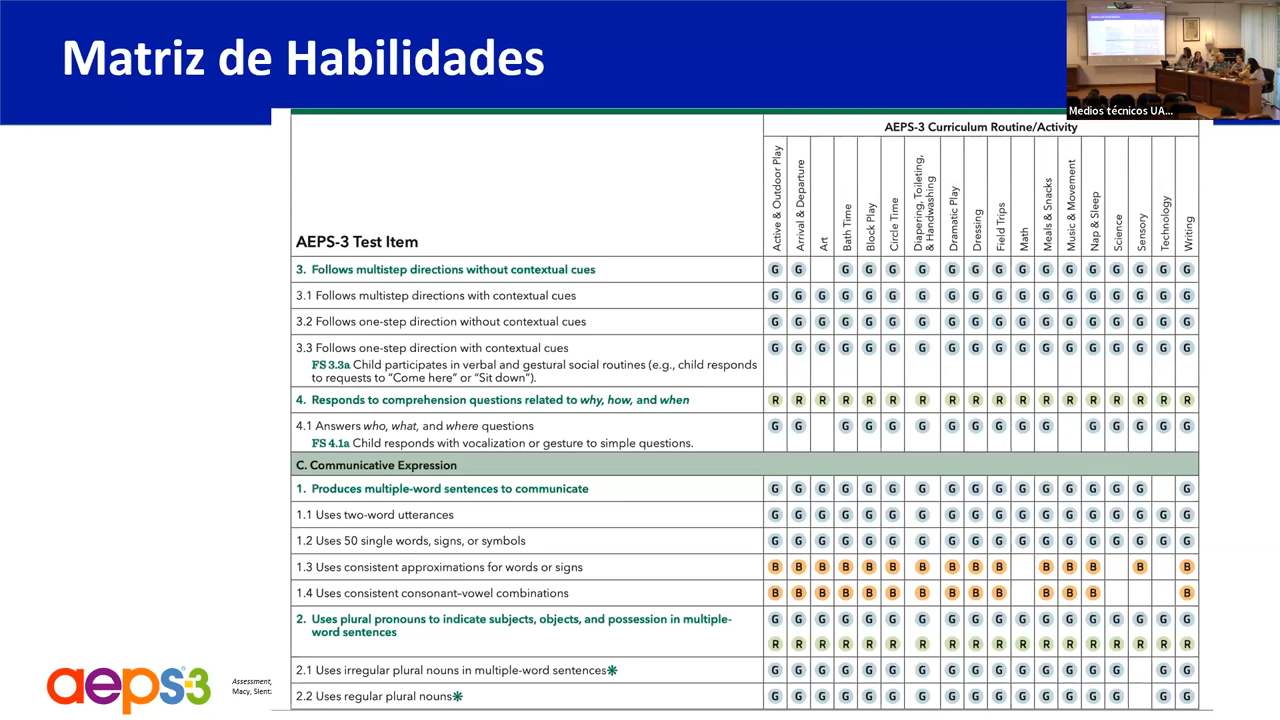 Matriz de Habilidades
Medios técnicos UA...
AEPS-3 Curriculum Routine/Activity
AEPS-3 Test Item
Active & Outdoor Play
Arrival & Departure
Art
Bath Time
Block Play
Circle Time
Diapering, Toileting,
& Handwashing
Dramatic Play
Dressing
Field Trips
Math
Meals & Snacks
Music & Movement
Nap & Sleep
Science
Sensory
Technology
Writing
3. Follows multistep directions without contextual cues G G G G G G G G G G G G G G G G G
3.1 Follows multistep directions with contextual cues G G G G G G G G G G G G G G G G G G
3.2 Follows one-step direction without contextual cues G G G G G G G G G G G G G G G G G G
3.3 Follows one-step direction with contextual cues G G G G G G G G G G G G G G G G G G
FS 3.3a Child participates in verbal and gestural social routines (e.g., child responds
to requests to “Come here” or “Sit down”).
4. Responds to comprehension questions related to why, how, and when R R R R R R R R R R R R R R R R R R
4.1 Answers who, what, and where questions G G G G G G G G G G G G G G G G
FS 4.1a Child responds with vocalization or gesture to simple questions.
C. Communicative Expression
1. Produces multiple-word sentences to communicate G G G G G G G G G G G G G G G G G
1.1 Uses two-word utterances G G G G G G G G G G G G G G G G G G
1.2 Uses 50 single words, signs, or symbols G G G G G G G G G G G G G G G G G G
1.3 Uses consistent approximations for words or signs B B B B B B B B B B B B B B B
1.4 Uses consistent consonant–vowel combinations B B B B B B B B B B B B B B
2. Uses plural pronouns to indicate subjects, objects, and possession in multiple- G G G G G G G G G G G G G G G G G G
word sentences R R R R R R R R R R R R R R R R R R
2.1 Uses irregular plural nouns in multiple-word sentences✱ G G G G G G G G G G G G G G G G G
2.2 Uses regular plural nouns✱ G G G G G G G G G G G G G G G G G
aeps®-3
Assessment,
Macy, Slent